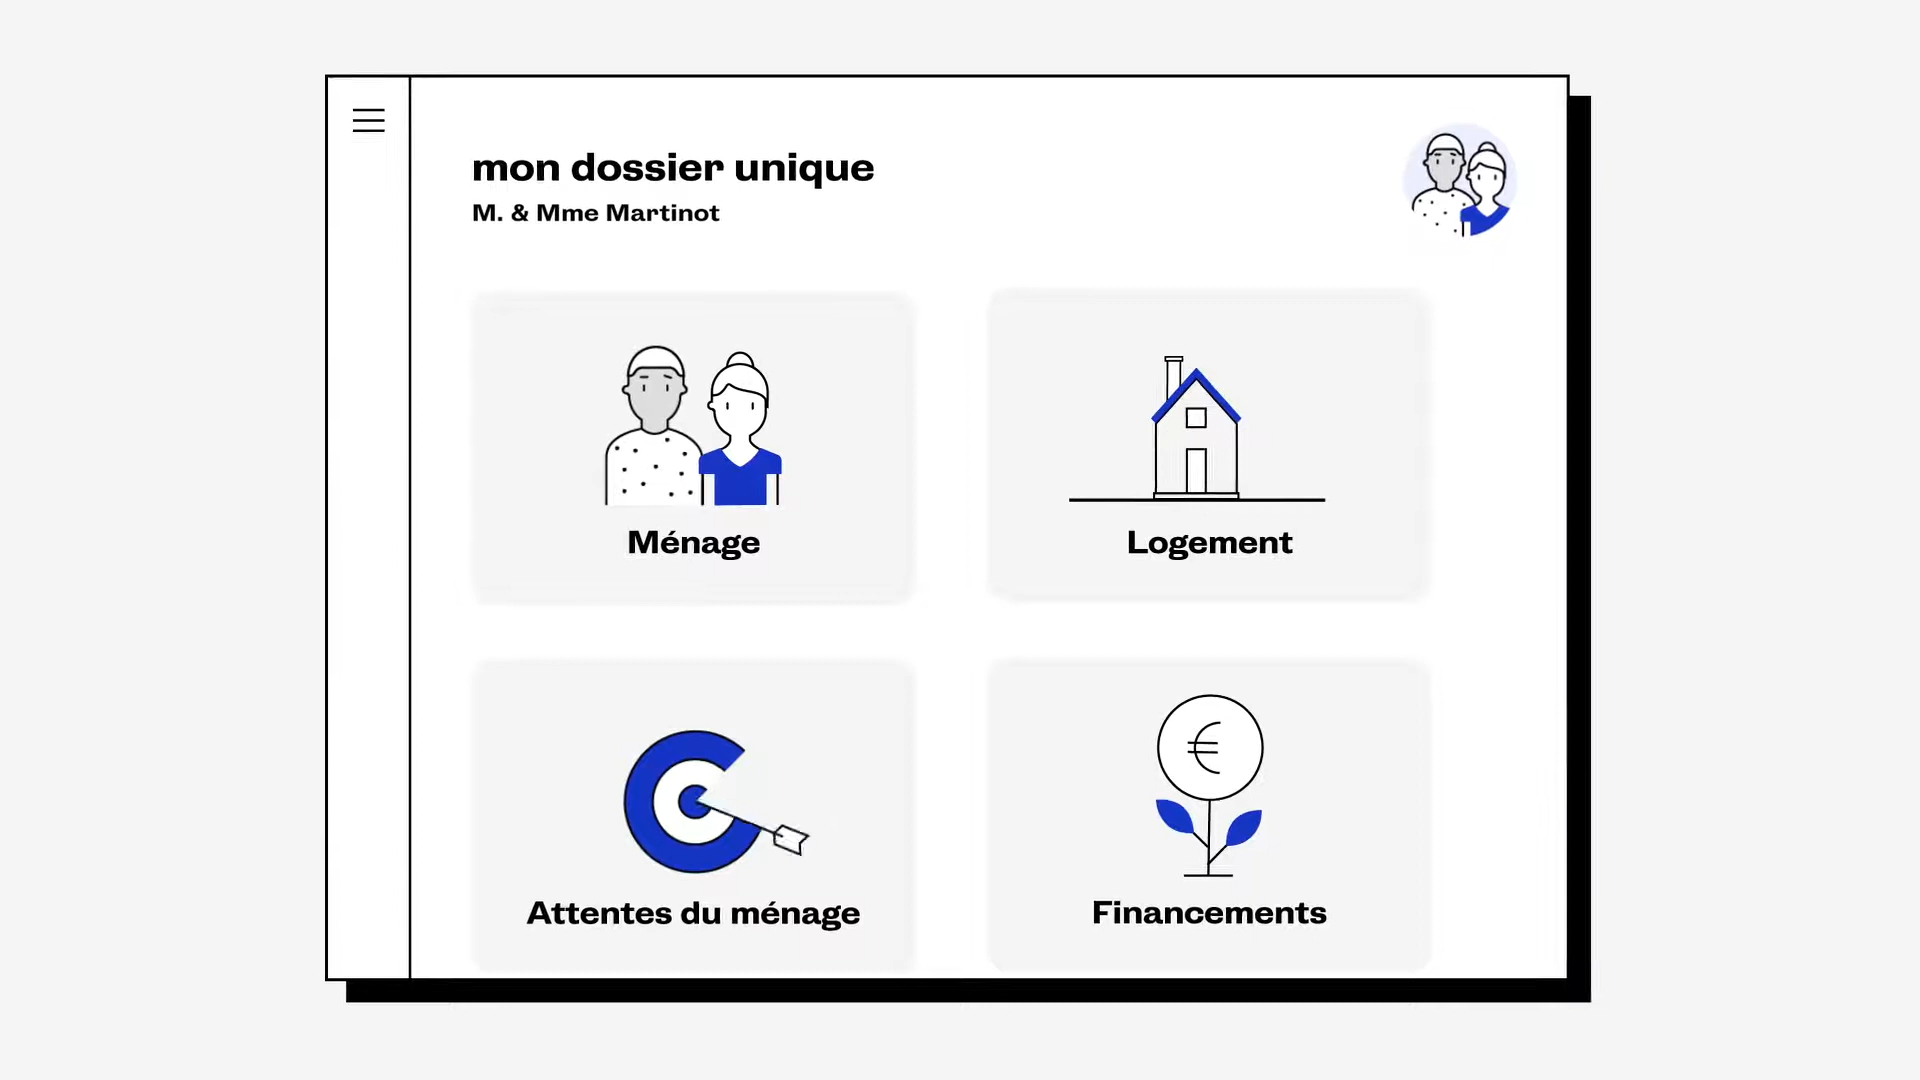 mon dossier unique
M. & Mme Martinot
Ménage
Logement
€
Attentes du ménage
Financements